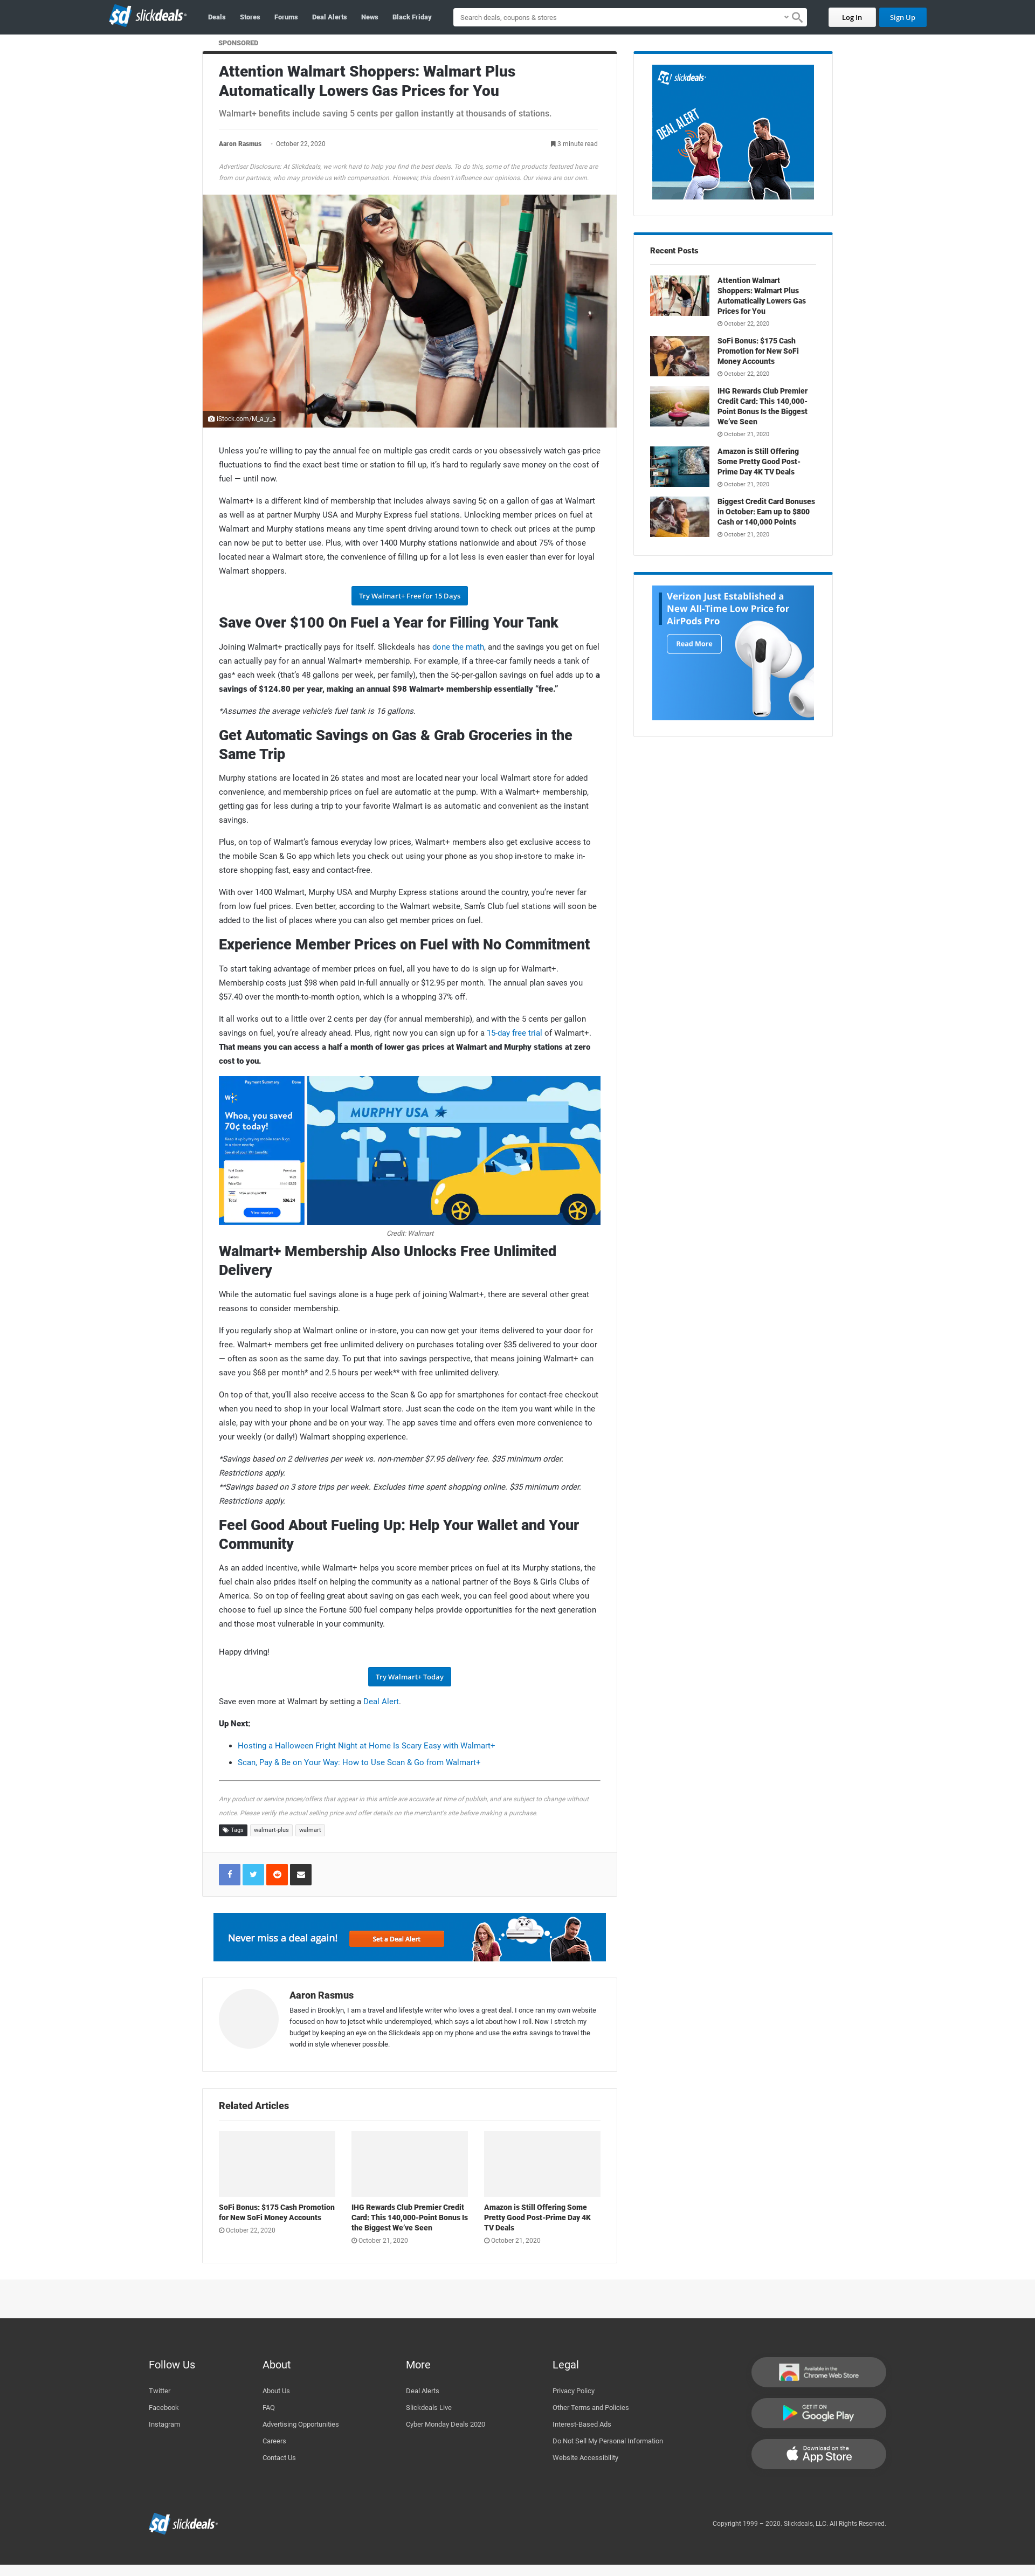 slickdeals
Deals
Stores
Forums
Deal Alerts
News
Black Friday
Search deals, coupons & stores
Log In
Sign Up
SPONSORED
Attention Walmart Shoppers: Walmart Plus
Automatically Lowers Gas Prices for You
Walmart+ benefits include saving 5 cents per gallon instantly at thousands of stations.
Aaron Rasmus
October 22, 2020
3 minute read
Advertiser Disclosure: At Slickdeals, we work hard to help you find the best deals. To do this, some of the products featured here are
from our partners, who may provide us with compensation. However, this doesn't influence our opinions. Our views are our own.
iStock.com/M_a_y_a
Unless you're willing to pay the annual fee on multiple gas credit cards or you obsessively watch gas-price
fluctuations to find the exact best time or station to fill up, it's hard to regularly save money on the cost of
fuel — until now.
Walmart+ is a different kind of membership that includes always saving 5¢ on a gallon of gas at Walmart
as well as at partner Murphy USA and Murphy Express fuel stations. Unlocking member prices on fuel at
Walmart and Murphy stations means any time spent driving around town to check out prices at the pump
can now be put to better use. Plus, with over 1400 Murphy stations nationwide and about 75% of those
located near a Walmart store, the convenience of filling up for a lot less is even easier than ever for loyal
Walmart shoppers.
Try Walmart+ Free for 15 Days
Save Over $100 On Fuel a Year for Filling Your Tank
Joining Walmart+ practically pays for itself. Slickdeals has done the math, and the savings you get on fuel
can actually pay for an annual Walmart+ membership. For example, if a three-car family needs a tank of
gas* each week (that's 48 gallons per week, per family), then the 5¢-per-gallon savings on fuel adds up to a
savings of $124.80 per year, making an annual $98 Walmart+ membership essentially "free."
*Assumes the average vehicle's fuel tank is 16 gallons.
Get Automatic Savings on Gas & Grab Groceries in the
Same Trip
Murphy stations are located in 26 states and most are located near your local Walmart store for added
convenience, and membership prices on fuel are automatic at the pump. With a Walmart+ membership,
getting gas for less during a trip to your favorite Walmart is as automatic and convenient as the instant
savings.
Plus, on top of Walmart's famous everyday low prices, Walmart+ members also get exclusive access to
the mobile Scan & Go app which lets you check out using your phone as you shop in-store to make in-
store shopping fast, easy and contact-free.
With over 1400 Walmart, Murphy USA and Murphy Express stations around the country, you're never far
from low fuel prices. Even better, according to the Walmart website, Sam's Club fuel stations will soon be
added to the list of places where you can also get member prices on fuel.
Experience Member Prices on Fuel with No Commitment
To start taking advantage of member prices on fuel, all you have to do is sign up for Walmart+.
Membership costs just $98 when paid in-full annually or $12.95 per month. The annual plan saves you
$57.40 over the month-to-month option, which is a whopping 37% off.
It all works out to a little over 2 cents per day (for annual membership), and with the 5 cents per gallon
savings on fuel, you're already ahead. Plus, right now you can sign up for a 15-day free trial of Walmart+.
That means you can access a half a month of lower gas prices at Walmart and Murphy stations at zero
cost to you.
Payment Summary
Done
Whoa, you saved
70¢ today!
Total
$56.24
MURPHY USA
Credit: Walmart
Walmart+ Membership Also Unlocks Free Unlimited
Delivery
While the automatic fuel savings alone is a huge perk of joining Walmart+, there are several other great
reasons to consider membership.
If you regularly shop at Walmart online or in-store, you can now get your items delivered to your door for
free. Walmart+ members get free unlimited delivery on purchases totaling over $35 delivered to your door
— often as soon as the same day. To put that into savings perspective, that means joining Walmart+ can
save you $68 per month* and 2.5 hours per week** with free unlimited delivery.
On top of that, you'll also receive access to the Scan & Go app for smartphones for contact-free checkout
when you need to shop in your local Walmart store. Just scan the code on the item you want while in the
aisle, pay with your phone and be on your way. The app saves time and offers even more convenience to
your weekly (or daily!) Walmart shopping experience.
*Savings based on 2 deliveries per week vs. non-member $7.95 delivery fee. $35 minimum order.
Restrictions apply.
**Savings based on 3 store trips per week. Excludes time spent shopping online. $35 minimum order.
Restrictions apply.
Feel Good About Fueling Up: Help Your Wallet and Your
Community
As an added incentive, while Walmart+ helps you score member prices on fuel at its Murphy stations, the
fuel chain also prides itself on helping the community as a national partner of the Boys & Girls Clubs of
America. So on top of feeling great about saving on gas each week, you can feel good about where you
choose to fuel up since the Fortune 500 fuel company helps provide opportunities for the next generation
and those most vulnerable in your community.
Happy driving!
Try Walmart+ Today
Save even more at Walmart by setting a Deal Alert.
Up Next:
Hosting a Halloween Fright Night at Home Is Scary Easy with Walmart+
Scan, Pay & Be on Your Way: How to Use Scan & Go from Walmart+
Any product or service prices/offers that appear in this article are accurate at time of publish, and are subject to change without
notice. Please verify the actual selling price and offer details on the merchant's site before making a purchase.
Tags
walmart-plus
walmart
Never miss a deal again!
Set a Deal Alert
Aaron Rasmus
Based in Brooklyn, I am a travel and lifestyle writer who loves a great deal. I once ran my own website
focused on how to jetset while underemployed, which says a lot about how I roll. Now I stretch my
budget by keeping an eye on the Slickdeals app on my phone and use the extra savings to travel the
world in style whenever possible.
Related Articles
SoFi Bonus: $175 Cash Promotion
for New SoFi Money Accounts
October 22, 2020
IHG Rewards Club Premier Credit
Card: This 140,000-Point Bonus Is
the Biggest We've Seen
October 21, 2020
Amazon is Still Offering Some
Pretty Good Post-Prime Day 4K
TV Deals
October 21, 2020
slickdeals
DEAL ALERT
Recent Posts
Attention Walmart
Shoppers: Walmart Plus
Automatically Lowers Gas
Prices for You
October 22, 2020
SoFi Bonus: $175 Cash
Promotion for New SoFi
Money Accounts
October 22, 2020
IHG Rewards Club Premier
Credit Card: This 140,000-
Point Bonus Is the Biggest
We've Seen
October 21, 2020
Amazon is Still Offering
Some Pretty Good Post-
Prime Day 4K TV Deals
October 21, 2020
Biggest Credit Card Bonuses
in October: Earn up to $800
Cash or 140,000 Points
October 21, 2020
Verizon Just Established a
New All-Time Low Price for
AirPods Pro
Read More
Follow Us
Twitter
Facebook
Instagram
About
About Us
FAQ
Advertising Opportunities
Careers
Contact Us
More
Deal Alerts
Slickdeals Live
Cyber Monday Deals 2020
Legal
Privacy Policy
Other Terms and Policies
Interest-Based Ads
Do Not Sell My Personal Information
Website Accessibility
Available in the
Chrome Web Store
GET IT ON
Google Play
Download on the
App Store
slickdeals
Copyright 1999 – 2020. Slickdeals, LLC. All Rights Reserved.